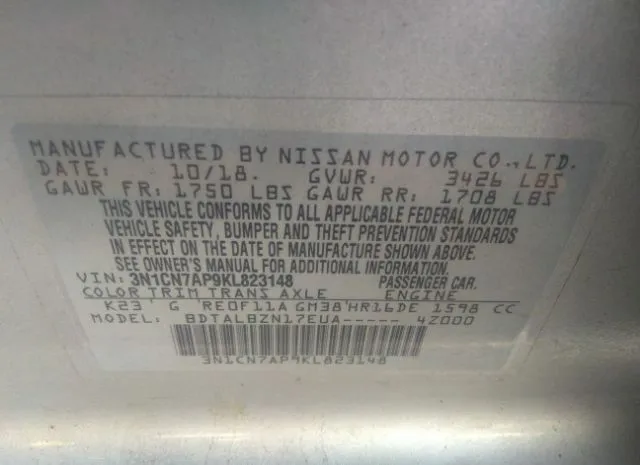 MANUFACTURED BY NISSAN MOTOR CO., LTD.
DATE: 10/18. GVWR: 3426 LBS
GAWR FR: 1750 LBS GAWR RR: 1708 LBS
THIS VEHICLE CONFORMS TO ALL APPLICABLE FEDERAL MOTOR
VEHICLE SAFETY, BUMPER AND THEFT PREVENTION STANDARDS
IN EFFECT ON THE DATE OF MANUFACTURE SHOWN ABOVE.
SEE OWNER'S MANUAL FOR ADDITIONAL INFORMATION.
VIN: 3N1CN7AP9KL823148 PASSENGER CAR.
COLOR TRIM TRANS AXLE ENGINE
K23 G RE0F11A GM38 HR16DE 1598 CC
MODEL: BDTALBZN17EUA----- 4Z000
3N1CN7AP9KL823148